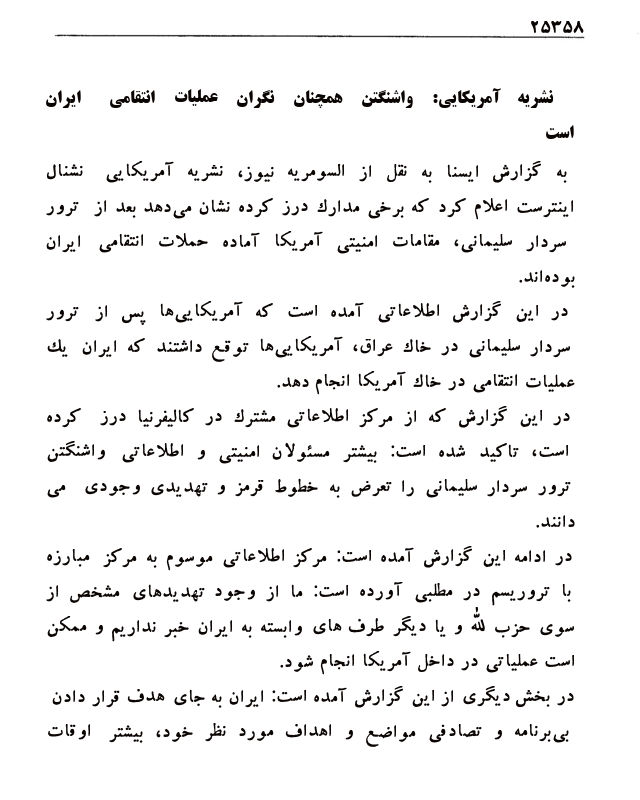 ۲۵۳۵۸
نشریه آمریکایی: واشنگتن همچنان نگران عملیات انتقامی ایران
است
به گزارش ایسنا به نقل از السومریه نیوز، نشریه آمریکایی نشنال
اینترست اعلام کرد که برخی مدارك درز کرده نشان می‌دهد بعد از ترور
سردار سلیمانی، مقامات امنیتی آمریکا آماده حملات انتقامی ایران
بوده‌اند.
در این گزارش اطلاعاتی آمده است که آمریکایی‌ها پس از ترور
سردار سلیمانی در خاك عراق، آمریکایی‌ها توقع داشتند که ایران یك
عملیات انتقامی در خاك آمریکا انجام دهد.
در این گزارش که از مرکز اطلاعاتی مشترك در کالیفرنیا درز کرده
است، تاکید شده است: بیشتر مسئولان امنیتی و اطلاعاتی واشنگتن
ترور سردار سلیمانی را تعرض به خطوط قرمز و تهدیدی وجودی می
دانند.
در ادامه این گزارش آمده است: مرکز اطلاعاتی موسوم به مرکز مبارزه
با تروریسم در مطلبی آورده است: ما از وجود تهدیدهای مشخص از
سوی حزب الله و یا دیگر طرف های وابسته به ایران خبر نداریم و ممکن
است عملیاتی در داخل آمریکا انجام شود.
در بخش دیگری از این گزارش آمده است: ایران به جای هدف قرار دادن
بی‌برنامه و تصادفی مواضع و اهداف مورد نظر خود، بیشتر اوقات